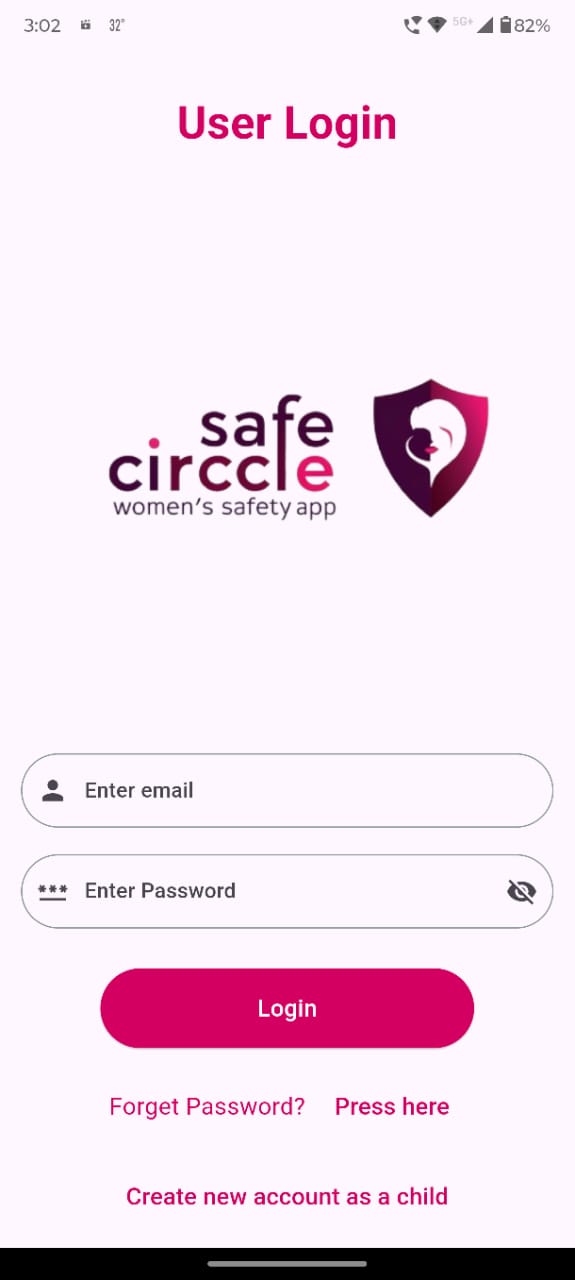 3:02 32° 5G+ 82%
User Login
safe
circcle
women's safety app
Enter email
*** Enter Password
Login
Forget Password? Press here
Create new account as a child